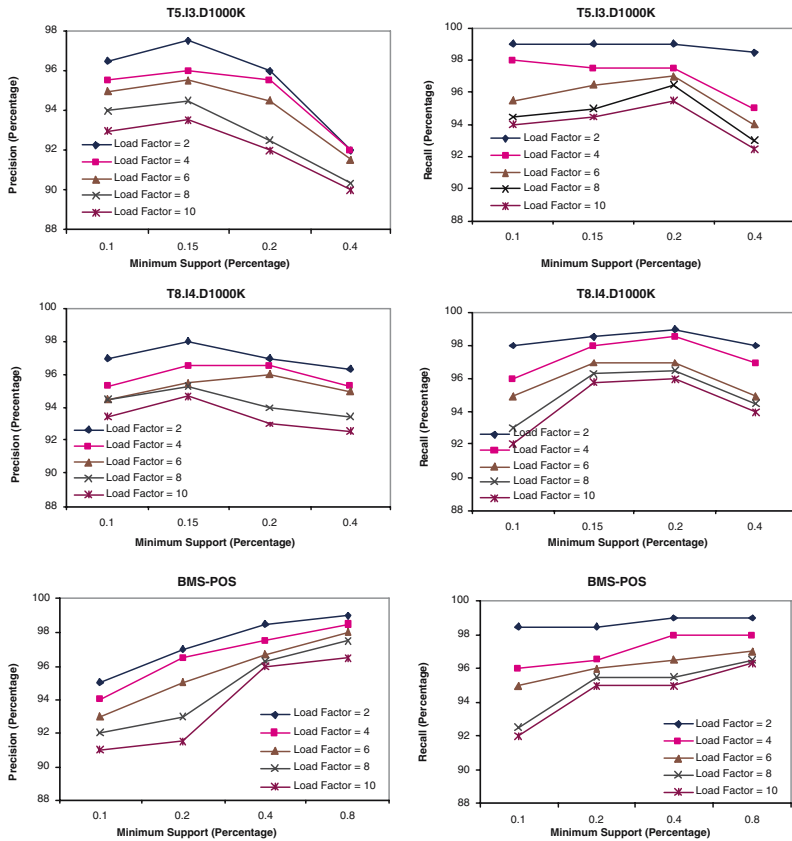 T5.I3.D1000K
98
96
94
92
90
88
Precision (Percentage)
Load Factor = 2
Load Factor = 4
Load Factor = 6
Load Factor = 8
Load Factor = 10
0.1 0.15 0.2 0.4
Minimum Support (Percentage)
T5.I3.D1000K
100
98
96
94
92
90
88
Recall (Precentage)
Load Factor = 2
Load Factor = 4
Load Factor = 6
Load Factor = 8
Load Factor = 10
0.1 0.15 0.2 0.4
Minimum Support (Percentage)
T8.I4.D1000K
100
98
96
94
92
90
88
Precision (Percentage)
Load Factor = 2
Load Factor = 4
Load Factor = 6
Load Factor = 8
Load Factor = 10
0.1 0.15 0.2 0.4
Minimum Support (Percentage)
T8.I4.D1000K
100
98
96
94
92
90
88
Recall (Precentage)
Load Factor = 2
Load Factor = 4
Load Factor = 6
Load Factor = 8
Load Factor = 10
0.1 0.15 0.2 0.4
Minimum Support (Percentage)
BMS-POS
100
98
96
94
92
90
88
Precision (Percentage)
Load Factor = 2
Load Factor = 4
Load Factor = 6
Load Factor = 8
Load Factor = 10
0.1 0.2 0.4 0.8
Minimum Support (Percentage)
BMS-POS
100
98
96
94
92
90
88
Recall (Percentage)
Load Factor = 2
Load Factor = 4
Load Factor = 6
Load Factor = 8
Load Factor = 10
0.1 0.2 0.4 0.8
Minimum Support (Percentage)